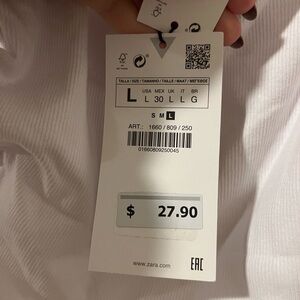 TALLA / SIZE / TAMANHO / TAILLE / MAAT / ΜΕΓΕΘΟΣ
USA MEX UK IT BR
L L 30 L L G
S M L
ART.: 1660 / 809 / 250
01660809250045
$ 27.90
www.zara.com
EAC